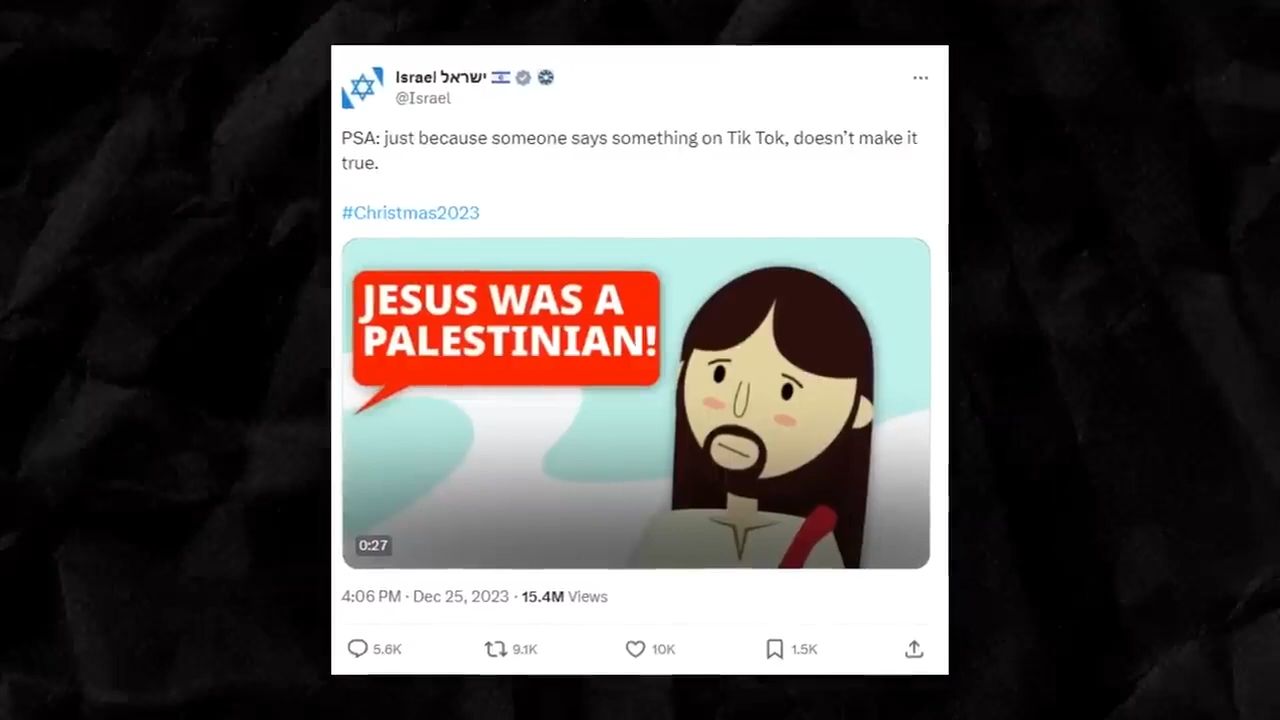 Israel ישראל
@Israel
PSA: just because someone says something on Tik Tok, doesn’t make it
true.
#Christmas2023
JESUS WAS A
PALESTINIAN!
0:27
4:06 PM · Dec 25, 2023 · 15.4M Views
5.6K 9.1K 10K 1.5K